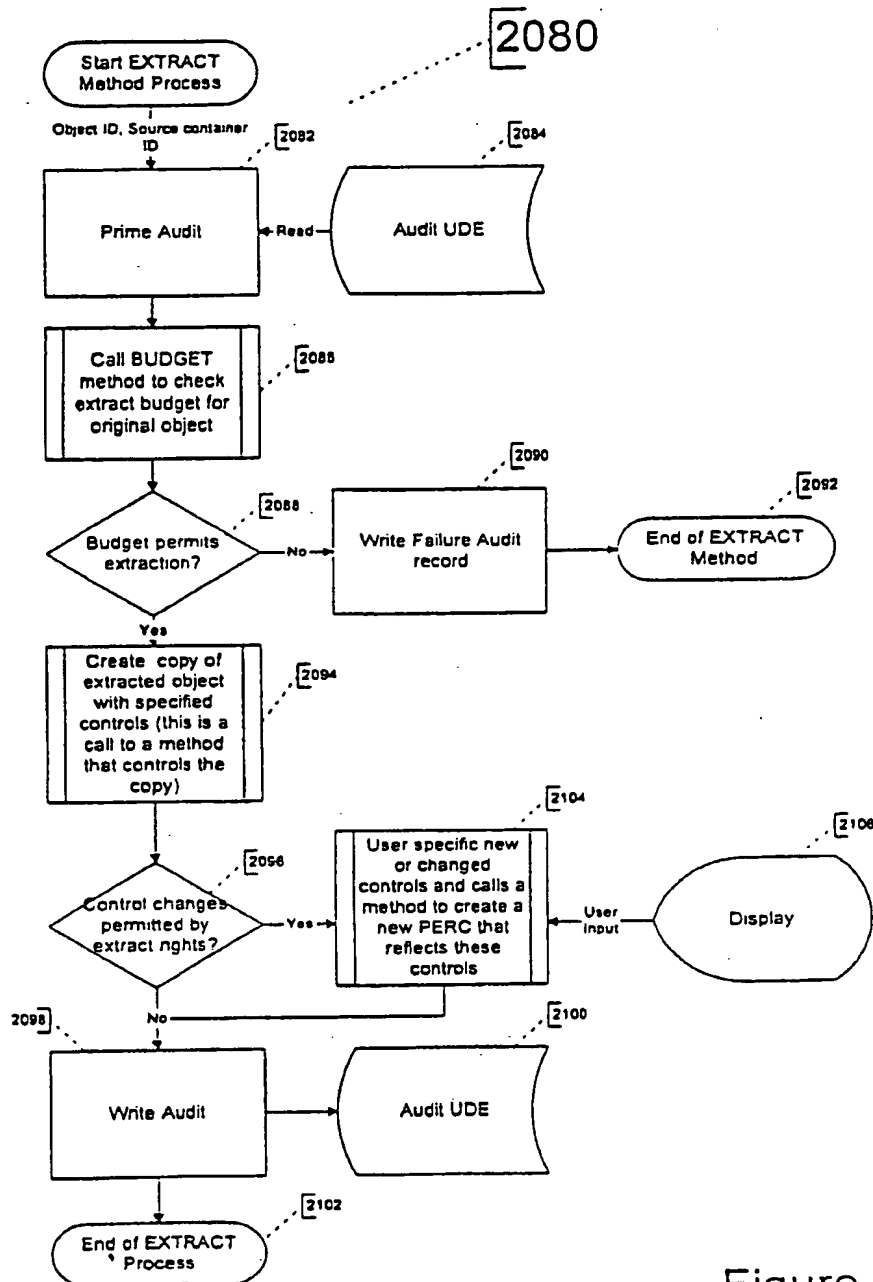 2080
Start EXTRACT
Method Process
Object ID, Source container
ID
2082
2084
Prime Audit
Read
Audit UDE
Call BUDGET
method to check
extract budget for
original object
2086
2090
2092
2088
Budget permits
extraction?
No
Write Failure Audit
record
End of EXTRACT
Method
Yes
Create copy of
extracted object
with specified
controls (this is a
call to a method
that controls the
copy)
2094
2104
2106
2096
Control changes
permitted by
extract rights?
Yes
User specific new
or changed
controls and calls a
method to create a
new PERC that
reflects these
controls
User
Input
Display
No
2098
2100
Write Audit
Audit UDE
2102
End of EXTRACT
Process
Figure